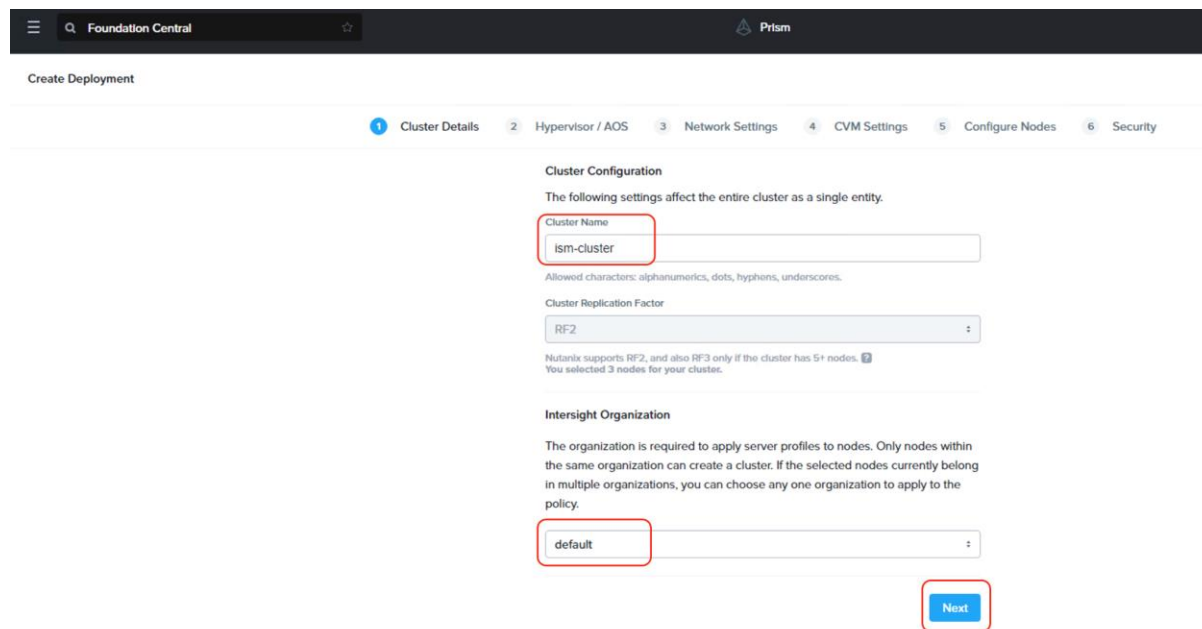 Foundation Central
Prism
Create Deployment
1 Cluster Details 2 Hypervisor / AOS 3 Network Settings 4 CVM Settings 5 Configure Nodes 6 Security
Cluster Configuration
The following settings affect the entire cluster as a single entity.
Cluster Name
ism-cluster
Allowed characters: alphanumerics, dots, hyphens, underscores.
Cluster Replication Factor
RF2
Nutanix supports RF2, and also RF3 only if the cluster has 5+ nodes. ?
You selected 3 nodes for your cluster.
Intersight Organization
The organization is required to apply server profiles to nodes. Only nodes within
the same organization can create a cluster. If the selected nodes currently belong
in multiple organizations, you can choose any one organization to apply to the
policy.
default
Next